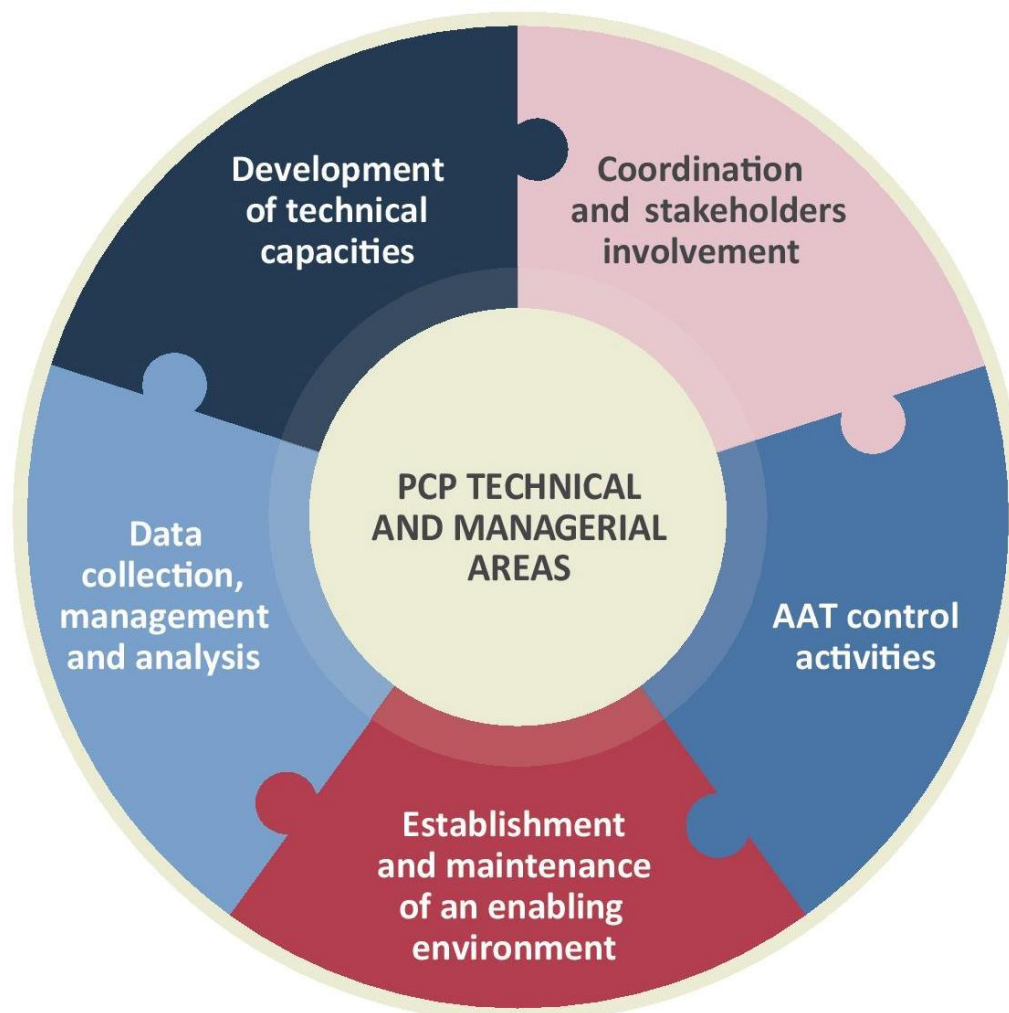 Development
of technical
capacities
Coordination
and stakeholders
involvement
PCP TECHNICAL
AND MANAGERIAL
AREAS
Data
collection,
management
and analysis
AAT control
activities
Establishment
and maintenance
of an enabling
environment